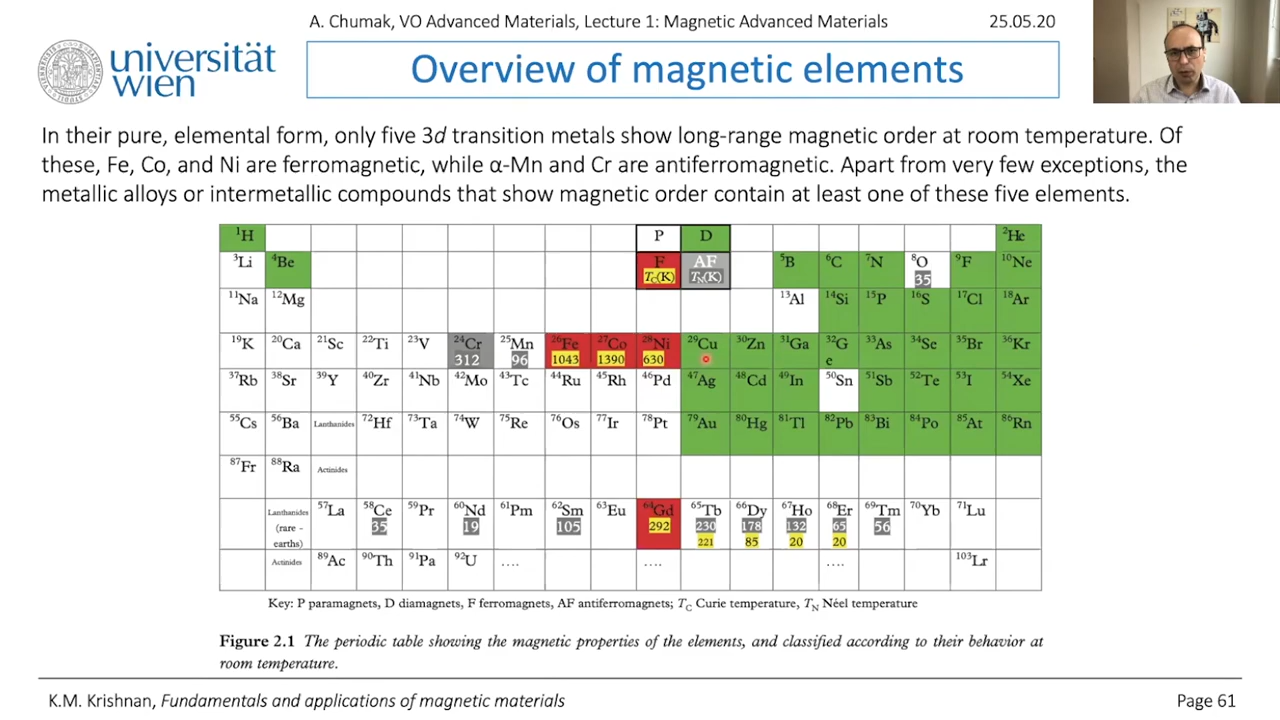 A. Chumak, VO Advanced Materials, Lecture 1: Magnetic Advanced Materials 25.05.20
universität
wien
Overview of magnetic elements
In their pure, elemental form, only five 3d transition metals show long-range magnetic order at room temperature. Of
these, Fe, Co, and Ni are ferromagnetic, while α-Mn and Cr are antiferromagnetic. Apart from very few exceptions, the
metallic alloys or intermetallic compounds that show magnetic order contain at least one of these five elements.
¹H P D ²He
³Li ⁴Be F AF ⁵B ⁶C ⁷N ⁸O ⁹F ¹⁰Ne
T_C(K) T_N(K) 35
¹¹Na ¹²Mg ¹³Al ¹⁴Si ¹⁵P ¹⁶S ¹⁷Cl ¹⁸Ar
¹⁹K ²⁰Ca ²¹Sc ²²Ti ²³V ²⁴Cr ²⁵Mn ²⁶Fe ²⁷Co ²⁸Ni ²⁹Cu ³⁰Zn ³¹Ga ³²G ³³As ³⁴Se ³⁵Br ³⁶Kr
312 96 1043 1390 630 e
³⁷Rb ³⁸Sr ³⁹Y ⁴⁰Zr ⁴¹Nb ⁴²Mo ⁴³Tc ⁴⁴Ru ⁴⁵Rh ⁴⁶Pd ⁴⁷Ag ⁴⁸Cd ⁴⁹In ⁵⁰Sn ⁵¹Sb ⁵²Te ⁵³I ⁵⁴Xe
⁵⁵Cs ⁵⁶Ba Lanthanides ⁷²Hf ⁷³Ta ⁷⁴W ⁷⁵Re ⁷⁶Os ⁷⁷Ir ⁷⁸Pt ⁷⁹Au ⁸⁰Hg ⁸¹Tl ⁸²Pb ⁸³Bi ⁸⁴Po ⁸⁵At ⁸⁶Rn
⁸⁷Fr ⁸⁸Ra Actinides
Lanthanides ⁵⁷La ⁵⁸Ce ⁵⁹Pr ⁶⁰Nd ⁶¹Pm ⁶²Sm ⁶³Eu ⁶⁴Gd ⁶⁵Tb ⁶⁶Dy ⁶⁷Ho ⁶⁸Er ⁶⁹Tm ⁷⁰Yb ⁷¹Lu
(rare - 35 19 105 292 230 178 132 65 56
earths) 221 85 20 20
Actinides ⁸⁹Ac ⁹⁰Th ⁹¹Pa ⁹²U .... .... .... ¹⁰³Lr
Key: P paramagnets, D diamagnets, F ferromagnets, AF antiferromagnets; T_C Curie temperature, T_N Néel temperature
Figure 2.1 The periodic table showing the magnetic properties of the elements, and classified according to their behavior at
room temperature.
K.M. Krishnan, Fundamentals and applications of magnetic materials Page 61